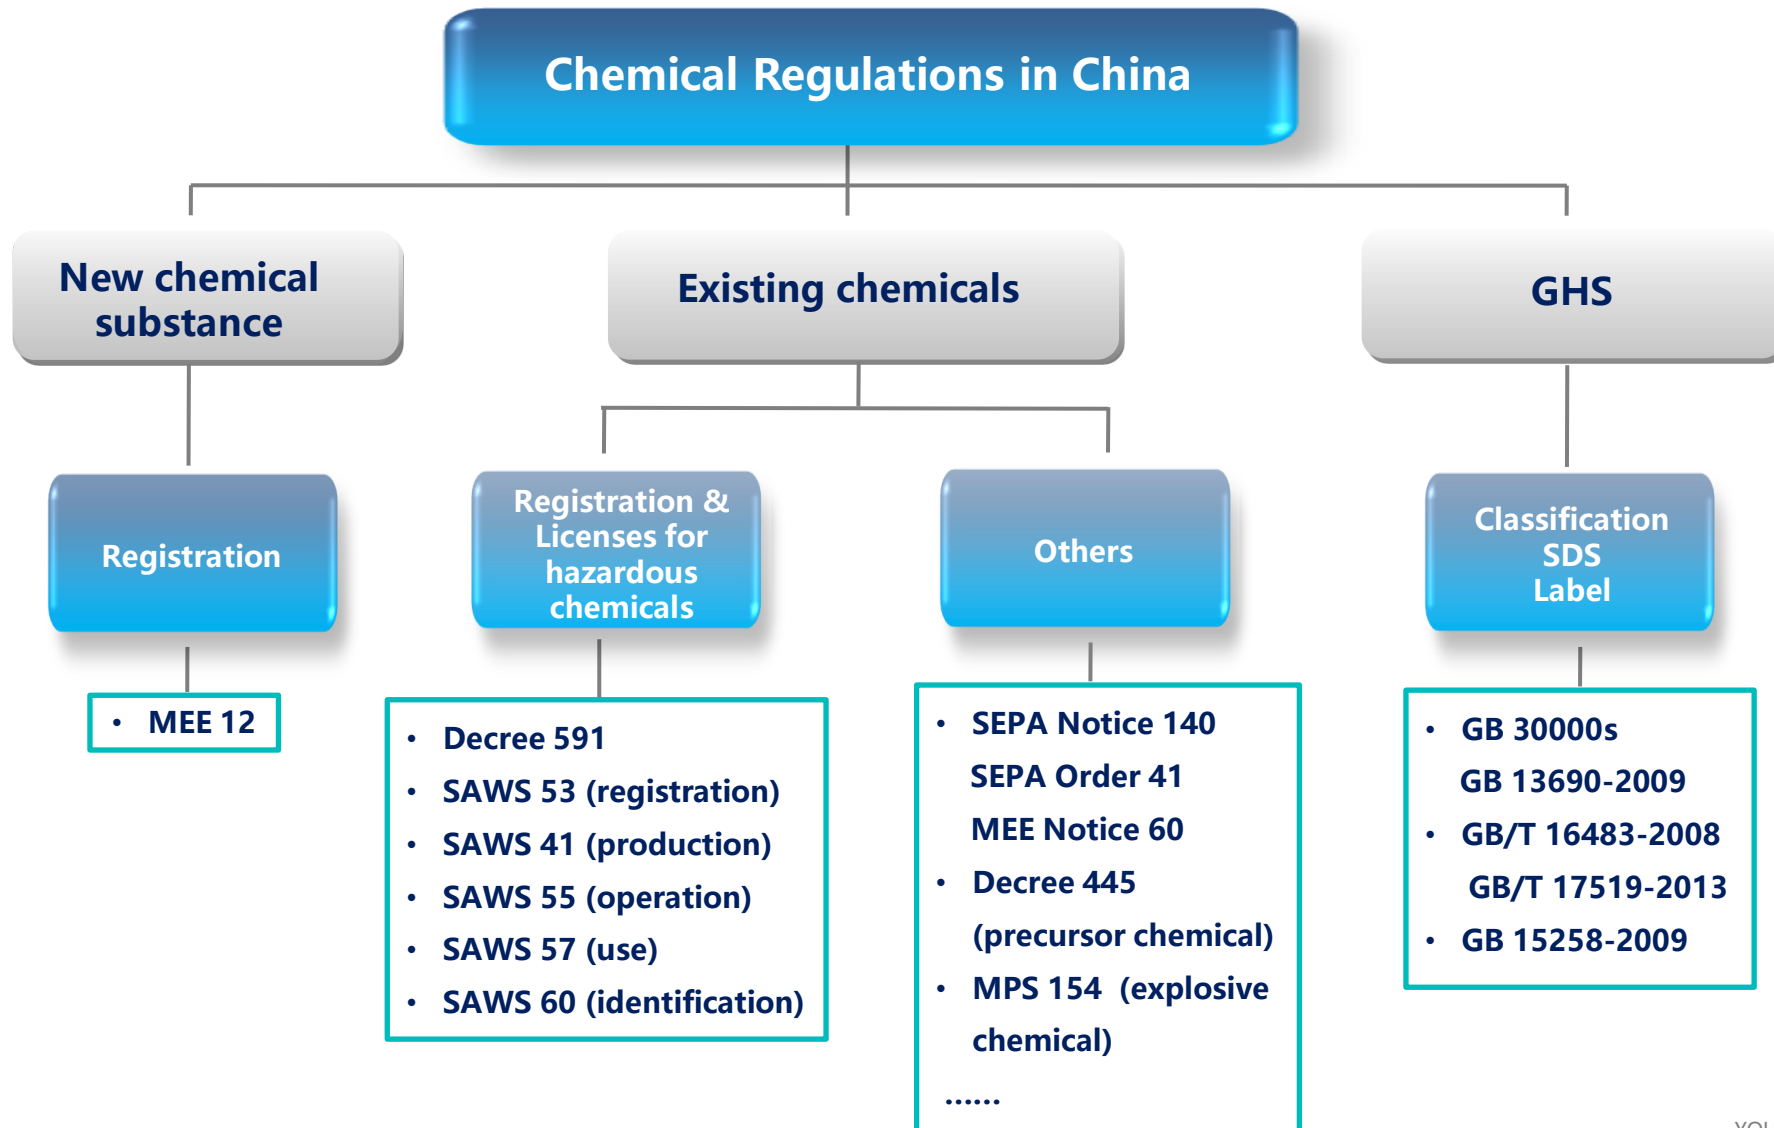 Chemical Regulations in China
New chemical
substance
Existing chemicals
GHS
Registration
Registration &
Licenses for
hazardous
chemicals
Others
Classification
SDS
Label
• MEE 12
• Decree 591
• SAWS 53 (registration)
• SAWS 41 (production)
• SAWS 55 (operation)
• SAWS 57 (use)
• SAWS 60 (identification)
• SEPA Notice 140
SEPA Order 41
MEE Notice 60
• Decree 445
(precursor chemical)
• MPS 154 (explosive
chemical)
......
• GB 30000s
GB 13690-2009
• GB/T 16483-2008
GB/T 17519-2013
• GB 15258-2009